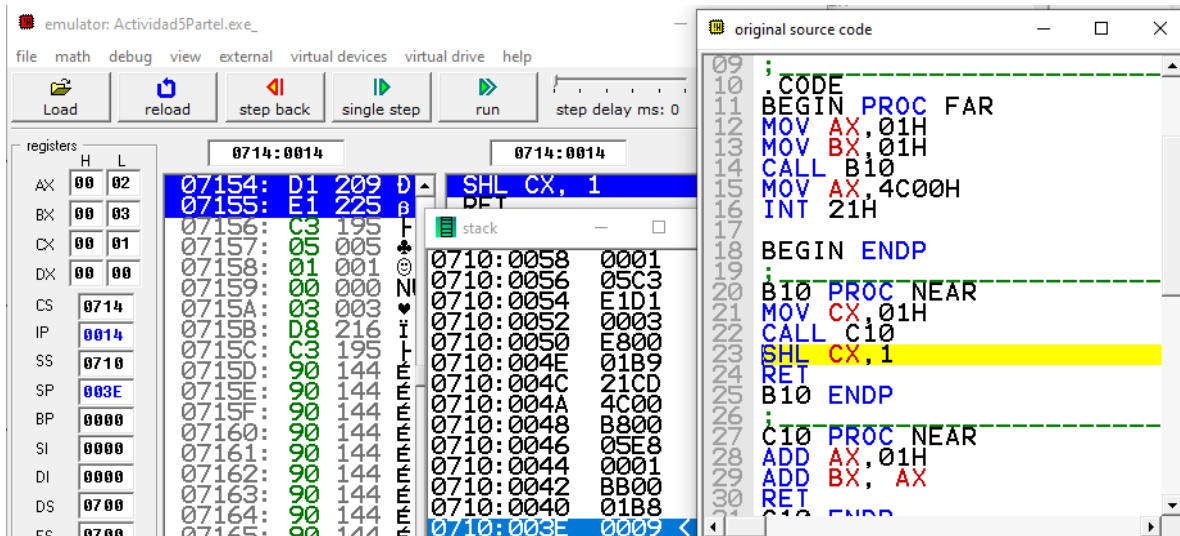 emulator: Actividad5Partel.exe_
file math debug view external virtual devices virtual drive help
Load reload step back single step run step delay ms: 0
registers
H L
0714:0014 0714:0014
AX 00 02
BX 00 03
CX 00 01
DX 00 00
CS 0714
IP 0014
SS 0710
SP 003E
BP 0000
SI 0000
DI 0000
DS 0700
ES 0700
07154: D1 209
07155: E1 225 β
07156: C3 195 ├
07157: 05 005 ♣
07158: 01 001 ☺
07159: 00 000
0715A: 03 003 ♥
0715B: D8 216 Ï
0715C: C3 195 ├
0715D: 90 144 É
0715E: 90 144 É
0715F: 90 144 É
07160: 90 144 É
07161: 90 144 É
07162: 90 144 É
07163: 90 144 É
07164: 90 144 É
07165: 90 144 É
SHL CX, 1
RET
stack
0710:0058 0001
0710:0056 05C3
0710:0054 E1D1
0710:0052 0003
0710:0050 E800
0710:004E 01B9
0710:004C 21CD
0710:004A 4C00
0710:0048 B800
0710:0046 05E8
0710:0044 0001
0710:0042 BB00
0710:0040 01B8
0710:003E 0009 <
original source code
09 ;
10 .CODE
11 BEGIN PROC FAR
12 MOV AX,01H
13 MOV BX,01H
14 CALL B10
15 MOV AX,4C00H
16 INT 21H
17
18 BEGIN ENDP
19 ;
20 B10 PROC NEAR
21 MOV CX,01H
22 CALL C10
23 SHL CX,1
24 RET
25 B10 ENDP
26 ;
27 C10 PROC NEAR
28 ADD AX,01H
29 ADD BX, AX
30 RET
31 C10 ENDP